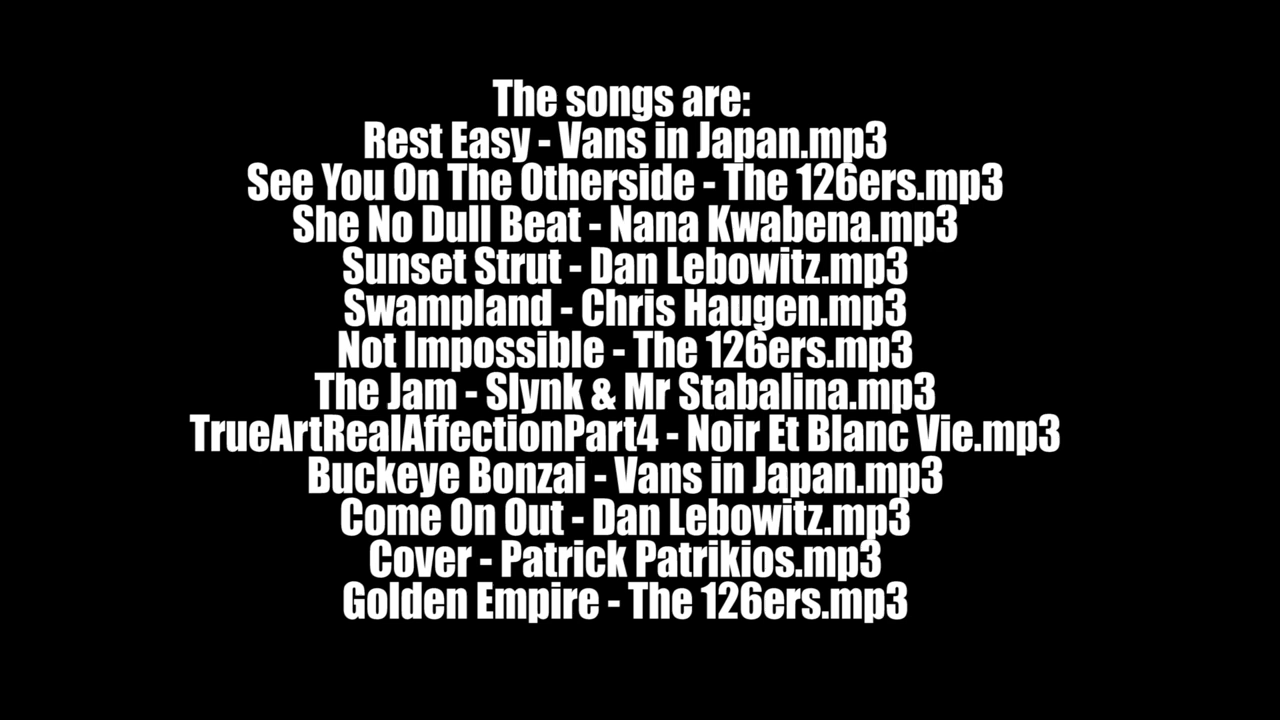 The songs are:
Rest Easy - Vans in Japan.mp3
See You On The Otherside - The 126ers.mp3
She No Dull Beat - Nana Kwabena.mp3
Sunset Strut - Dan Lebowitz.mp3
Swampland - Chris Haugen.mp3
Not Impossible - The 126ers.mp3
The Jam - Slynk & Mr Stabalina.mp3
TrueArtRealAffectionPart4 - Noir Et Blanc Vie.mp3
Buckeye Bonzai - Vans in Japan.mp3
Come On Out - Dan Lebowitz.mp3
Cover - Patrick Patrikios.mp3
Golden Empire - The 126ers.mp3